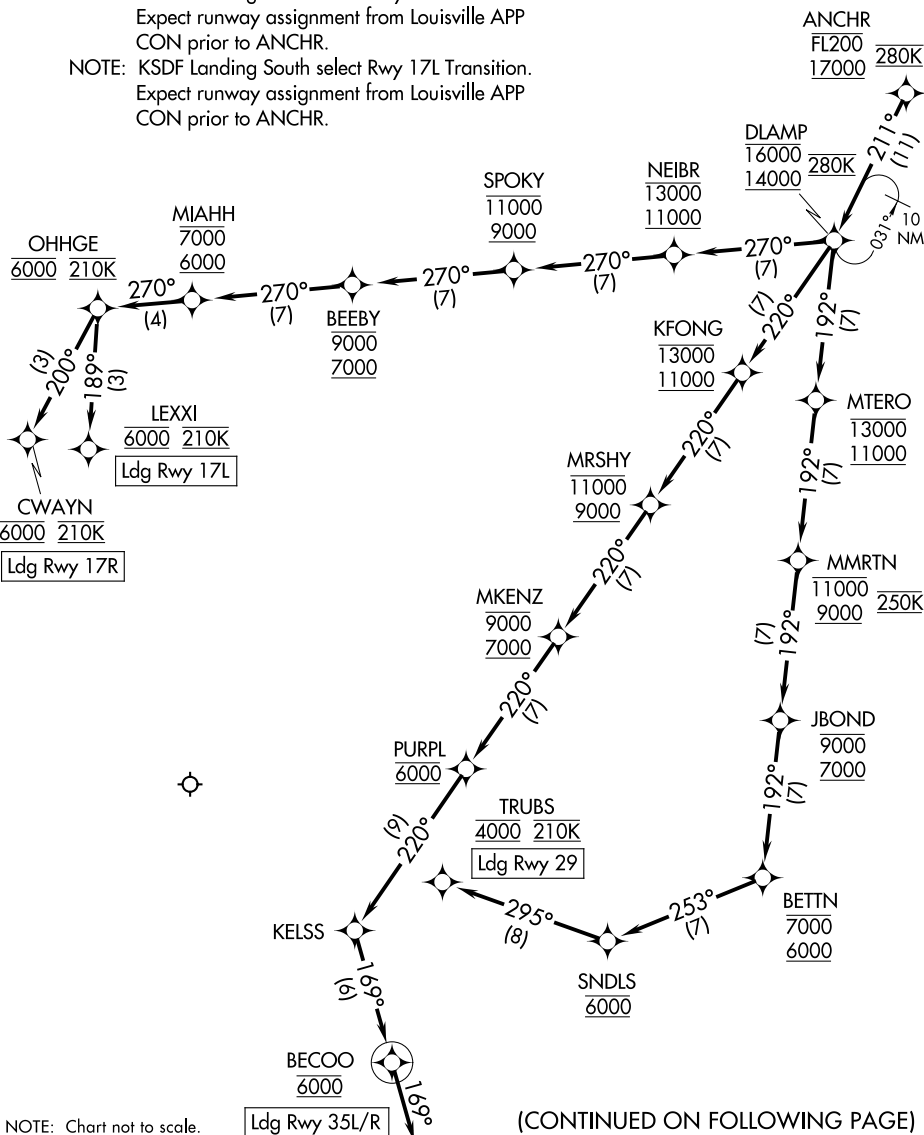 Expect runway assignment from Louisville APP
CON prior to ANCHR.
NOTE: KSDF Landing South select Rwy 17L Transition.
Expect runway assignment from Louisville APP
CON prior to ANCHR.
ANCHR
FL200 280K
17000
211°
(11)
DLAMP
16000 280K
14000
031°
10
NM
NEIBR
13000
11000
270°
(7)
SPOKY
11000
9000
270°
(7)
270°
(7)
BEEBY
9000
7000
MIAHH
7000
6000
270°
(7)
OHHGE
6000 210K
270°
(4)
(3)
200°
189°
(3)
LEXXI
6000 210K
Ldg Rwy 17L
CWAYN
6000 210K
Ldg Rwy 17R
(7)
220°
KFONG
13000
11000
220°
(7)
MRSHY
11000
9000
220°
(7)
MKENZ
9000
7000
220°
(7)
PURPL
6000
(9)
220°
KELSS
169°
(6)
BECOO
6000
Ldg Rwy 35L/R
169°
192°
(7)
MTERO
13000
11000
192°
(7)
MMRTN
11000 250K
9000
(7)
192°
JBOND
9000
7000
192°
(7)
BETTN
7000
6000
253°
(7)
SNDLS
6000
295°
(8)
TRUBS
4000 210K
Ldg Rwy 29
NOTE: Chart not to scale.
(CONTINUED ON FOLLOWING PAGE)